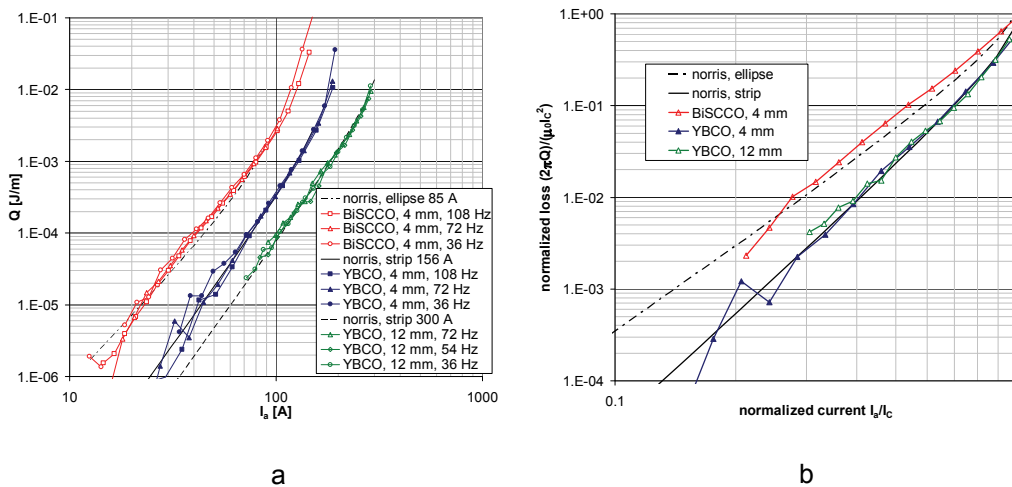 1.E-01
1.E-02
1.E-03
1.E-04
1.E-05
1.E-06
Q [J/m]
10
100
1000
Iₐ [A]
norris, ellipse 85 A
BiSCCO, 4 mm, 108 Hz
BiSCCO, 4 mm, 72 Hz
BiSCCO, 4 mm, 36 Hz
norris, strip 156 A
YBCO, 4 mm, 108 Hz
YBCO, 4 mm, 72 Hz
YBCO, 4 mm, 36 Hz
norris, strip 300 A
YBCO, 12 mm, 72 Hz
YBCO, 12 mm, 54 Hz
YBCO, 12 mm, 36 Hz
a
1.E+00
1.E-01
1.E-02
1.E-03
1.E-04
normalized loss (2πQ)/(μ₀Ic²)
0.1
normalized current Iₐ/I_C
norris, ellipse
norris, strip
BiSCCO, 4 mm
YBCO, 4 mm
YBCO, 12 mm
b